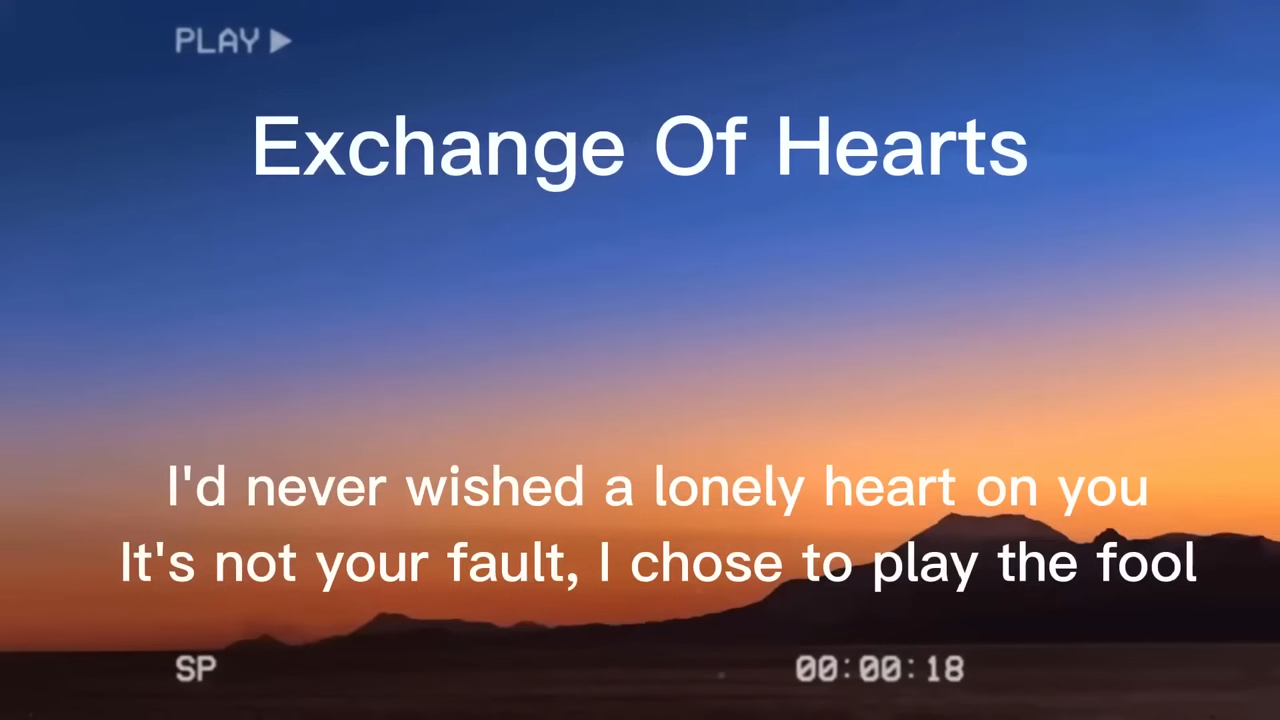 PLAY ▶
Exchange Of Hearts
I'd never wished a lonely heart on you
It's not your fault, I chose to play the fool
SP
00:00:18